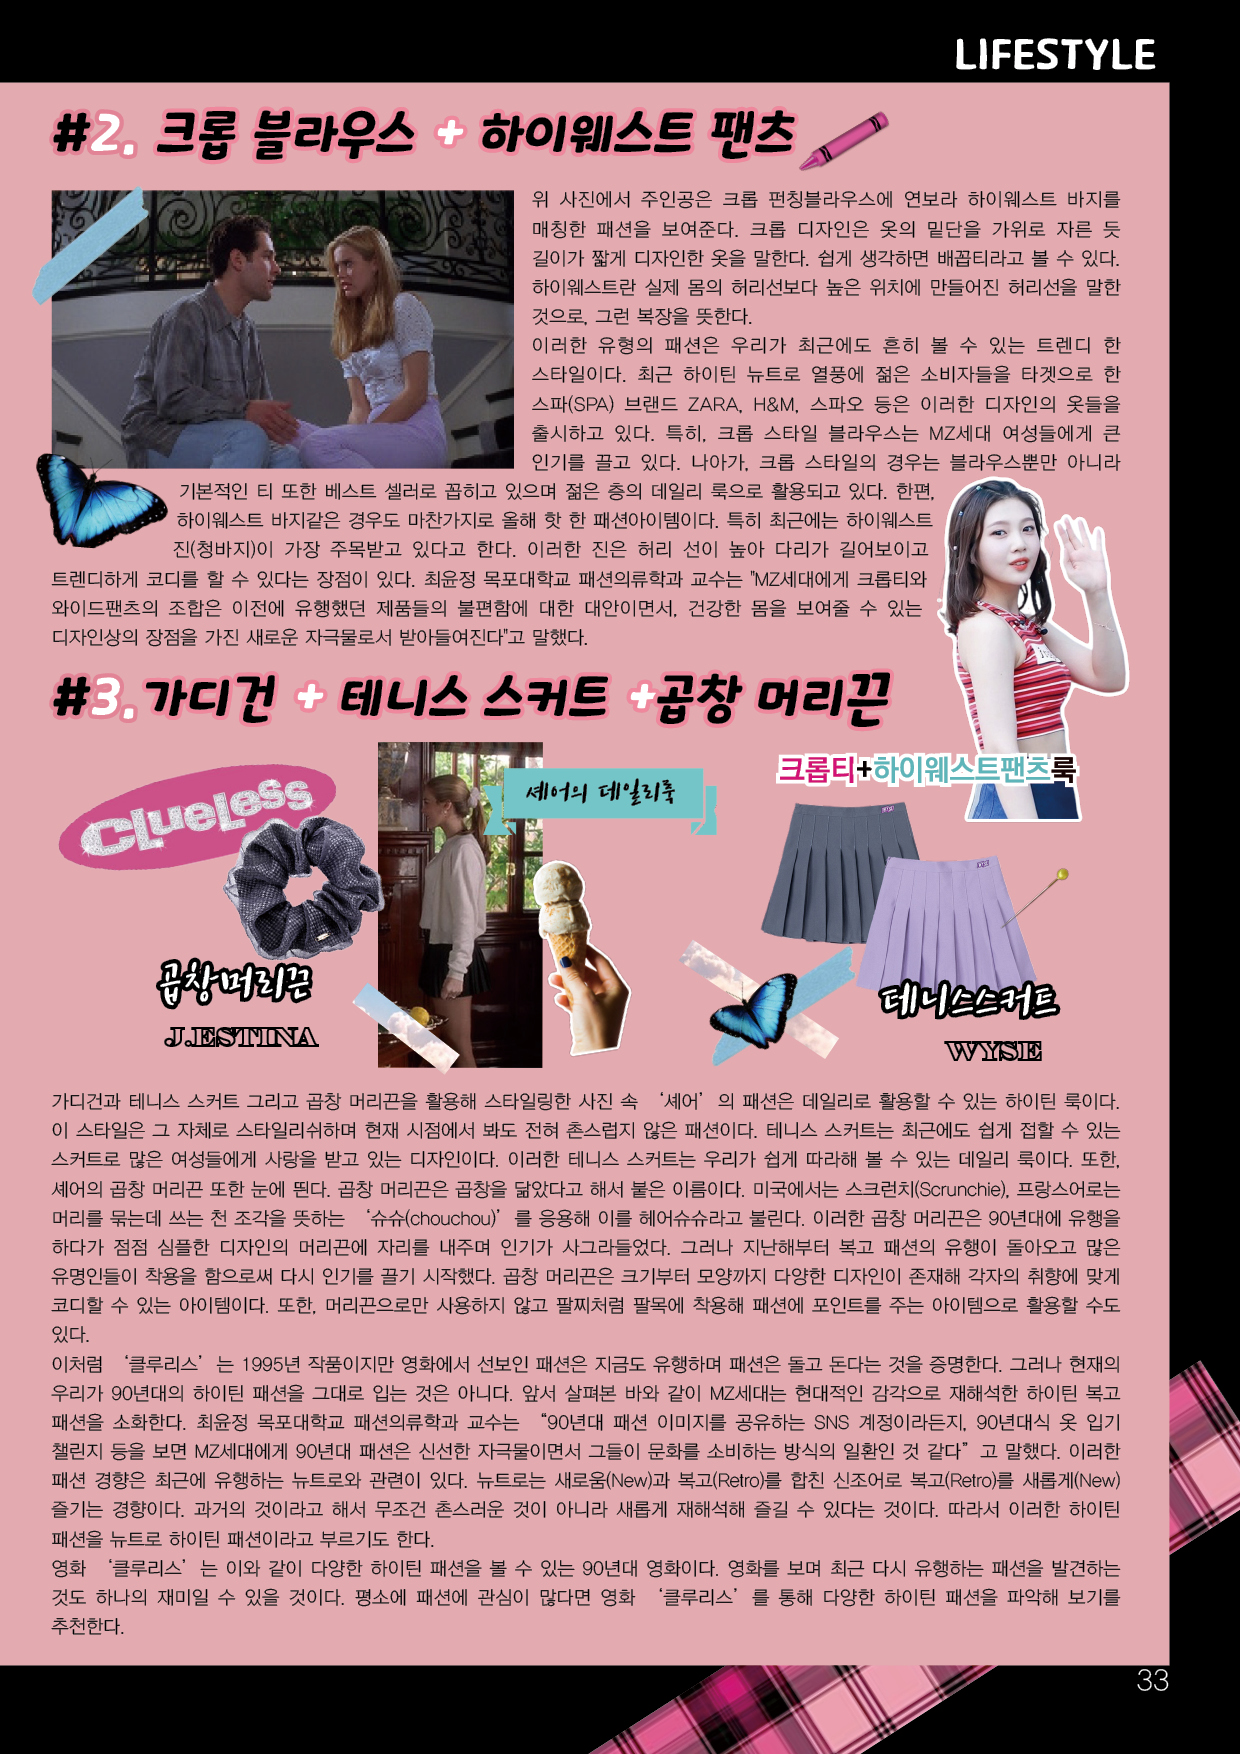 LIFESTYLE
#2. 크롭 블라우스 + 하이웨스트 팬츠
위 사진에서 주인공은 크롭 펀칭블라우스에 연보라 하이웨스트 바지를
매칭한 패션을 보여준다. 크롭 디자인은 옷의 밑단을 가위로 자른 듯
길이가 짧게 디자인한 옷을 말한다. 쉽게 생각하면 배꼽티라고 볼 수 있다.
하이웨스트란 실제 몸의 허리선보다 높은 위치에 만들어진 허리선을 말한
것으로, 그런 복장을 뜻한다.
이러한 유형의 패션은 우리가 최근에도 흔히 볼 수 있는 트렌디 한
스타일이다. 최근 하이틴 뉴트로 열풍에 젊은 소비자들을 타겟으로 한
스파(SPA) 브랜드 ZARA, H&M, 스파오 등은 이러한 디자인의 옷들을
출시하고 있다. 특히, 크롭 스타일 블라우스는 MZ세대 여성들에게 큰
인기를 끌고 있다. 나아가, 크롭 스타일의 경우는 블라우스뿐만 아니라
기본적인 티 또한 베스트 셀러로 꼽히고 있으며 젊은 층의 데일리 룩으로 활용되고 있다. 한편,
하이웨스트 바지같은 경우도 마찬가지로 올해 핫 한 패션아이템이다. 특히 최근에는 하이웨스트
진(청바지)이 가장 주목받고 있다고 한다. 이러한 진은 허리 선이 높아 다리가 길어보이고
트렌디하게 코디를 할 수 있다는 장점이 있다. 최윤정 목포대학교 패션의류학과 교수는 "MZ세대에게 크롭티와
와이드팬츠의 조합은 이전에 유행했던 제품들의 불편함에 대한 대안이면서, 건강한 몸을 보여줄 수 있는
디자인상의 장점을 가진 새로운 자극물로서 받아들여진다"고 말했다.
#3. 가디건 + 테니스 스커트 +곱창 머리끈
크롭티+하이웨스트팬츠룩
CLUELESS
셰어의 데일리룩
곱창머리끈
J.ESTINA
테니스스커트
WYSE
가디건과 테니스 스커트 그리고 곱창 머리끈을 활용해 스타일링한 사진 속 ‘셰어’의 패션은 데일리로 활용할 수 있는 하이틴 룩이다.
이 스타일은 그 자체로 스타일리쉬하며 현재 시점에서 봐도 전혀 촌스럽지 않은 패션이다. 테니스 스커트는 최근에도 쉽게 접할 수 있는
스커트로 많은 여성들에게 사랑을 받고 있는 디자인이다. 이러한 테니스 스커트는 우리가 쉽게 따라해 볼 수 있는 데일리 룩이다. 또한,
셰어의 곱창 머리끈 또한 눈에 띈다. 곱창 머리끈은 곱창을 닮았다고 해서 붙은 이름이다. 미국에서는 스크런치(Scrunchie), 프랑스어로는
머리를 묶는데 쓰는 천 조각을 뜻하는 ‘슈슈(chouchou)’를 응용해 이를 헤어슈슈라고 불린다. 이러한 곱창 머리끈은 90년대에 유행을
하다가 점점 심플한 디자인의 머리끈에 자리를 내주며 인기가 사그라들었다. 그러나 지난해부터 복고 패션의 유행이 돌아오고 많은
유명인들이 착용을 함으로써 다시 인기를 끌기 시작했다. 곱창 머리끈은 크기부터 모양까지 다양한 디자인이 존재해 각자의 취향에 맞게
코디할 수 있는 아이템이다. 또한, 머리끈으로만 사용하지 않고 팔찌처럼 팔목에 착용해 패션에 포인트를 주는 아이템으로 활용할 수도
있다.
이처럼 ‘클루리스’는 1995년 작품이지만 영화에서 선보인 패션은 지금도 유행하며 패션은 돌고 돈다는 것을 증명한다. 그러나 현재의
우리가 90년대의 하이틴 패션을 그대로 입는 것은 아니다. 앞서 살펴본 바와 같이 MZ세대는 현대적인 감각으로 재해석한 하이틴 복고
패션을 소화한다. 최윤정 목포대학교 패션의류학과 교수는 “90년대 패션 이미지를 공유하는 SNS 계정이라든지, 90년대식 옷 입기
챌린지 등을 보면 MZ세대에게 90년대 패션은 신선한 자극물이면서 그들이 문화를 소비하는 방식의 일환인 것 같다”고 말했다. 이러한
패션 경향은 최근에 유행하는 뉴트로와 관련이 있다. 뉴트로는 새로움(New)과 복고(Retro)를 합친 신조어로 복고(Retro)를 새롭게(New)
즐기는 경향이다. 과거의 것이라고 해서 무조건 촌스러운 것이 아니라 새롭게 재해석해 즐길 수 있다는 것이다. 따라서 이러한 하이틴
패션을 뉴트로 하이틴 패션이라고 부르기도 한다.
영화 ‘클루리스’는 이와 같이 다양한 하이틴 패션을 볼 수 있는 90년대 영화이다. 영화를 보며 최근 다시 유행하는 패션을 발견하는
것도 하나의 재미일 수 있을 것이다. 평소에 패션에 관심이 많다면 영화 ‘클루리스’를 통해 다양한 하이틴 패션을 파악해 보기를
추천한다.
33